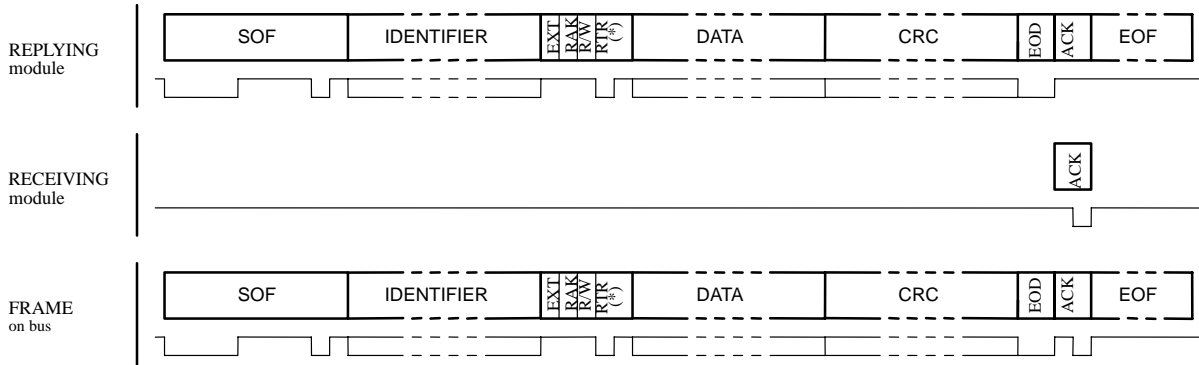 REPLYING
module
SOF IDENTIFIER EXT RAK R/W RTR (*) DATA CRC EOD ACK EOF
RECEIVING
module
ACK
FRAME
on bus
SOF IDENTIFIER EXT RAK R/W RTR (*) DATA CRC EOD ACK EOF